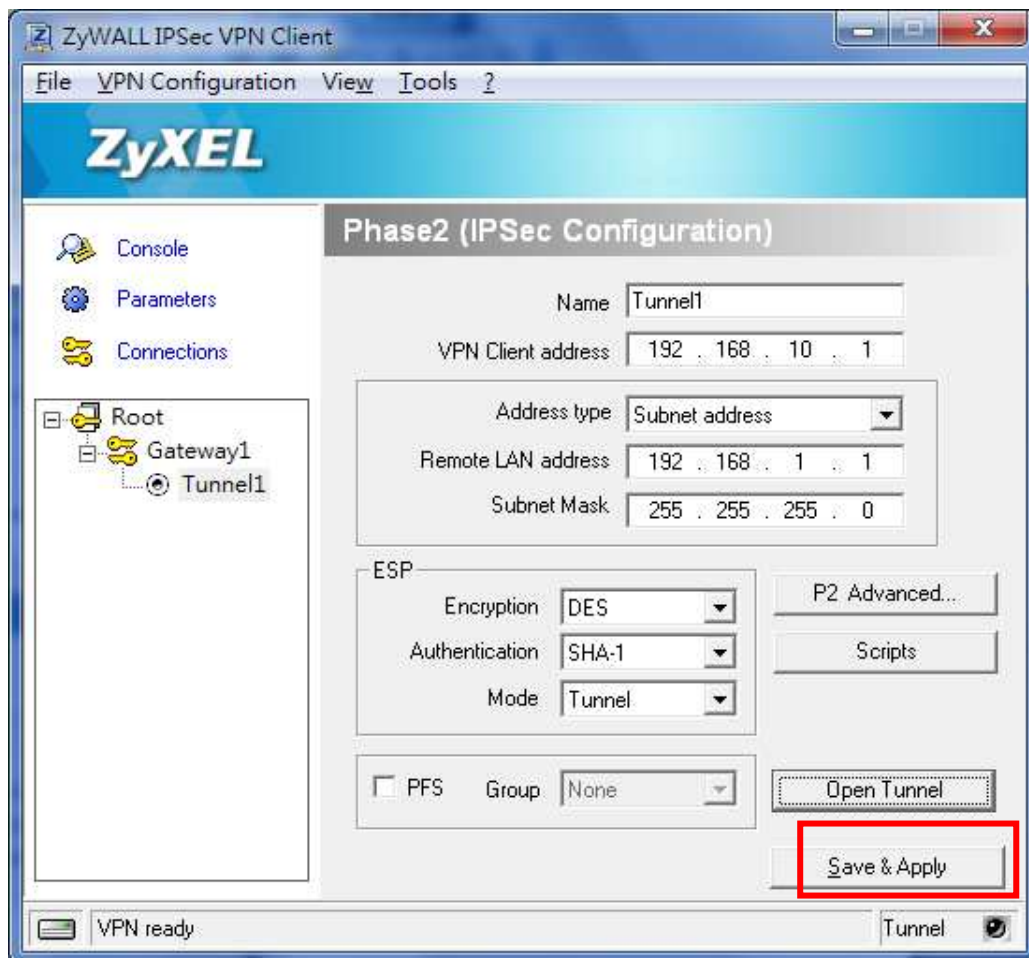 ZyWALL IPSec VPN Client
File VPN Configuration View Tools ?
ZyXEL
Console
Parameters
Connections
Root
Gateway1
Tunnel1
Phase2 (IPSec Configuration)
Name Tunnel1
VPN Client address 192 . 168 . 10 . 1
Address type Subnet address
Remote LAN address 192 . 168 . 1 . 1
Subnet Mask 255 . 255 . 255 . 0
ESP
Encryption DES
Authentication SHA-1
Mode Tunnel
P2 Advanced...
Scripts
PFS Group None
Open Tunnel
Save & Apply
VPN ready Tunnel